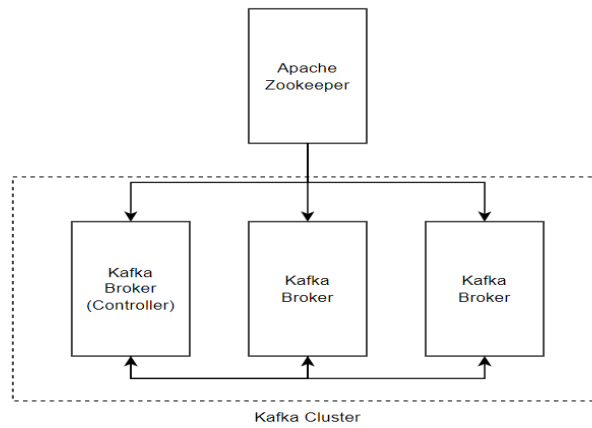 Apache
Zookeeper
Kafka
Broker
(Controller)
Kafka
Broker
Kafka
Broker
Kafka Cluster